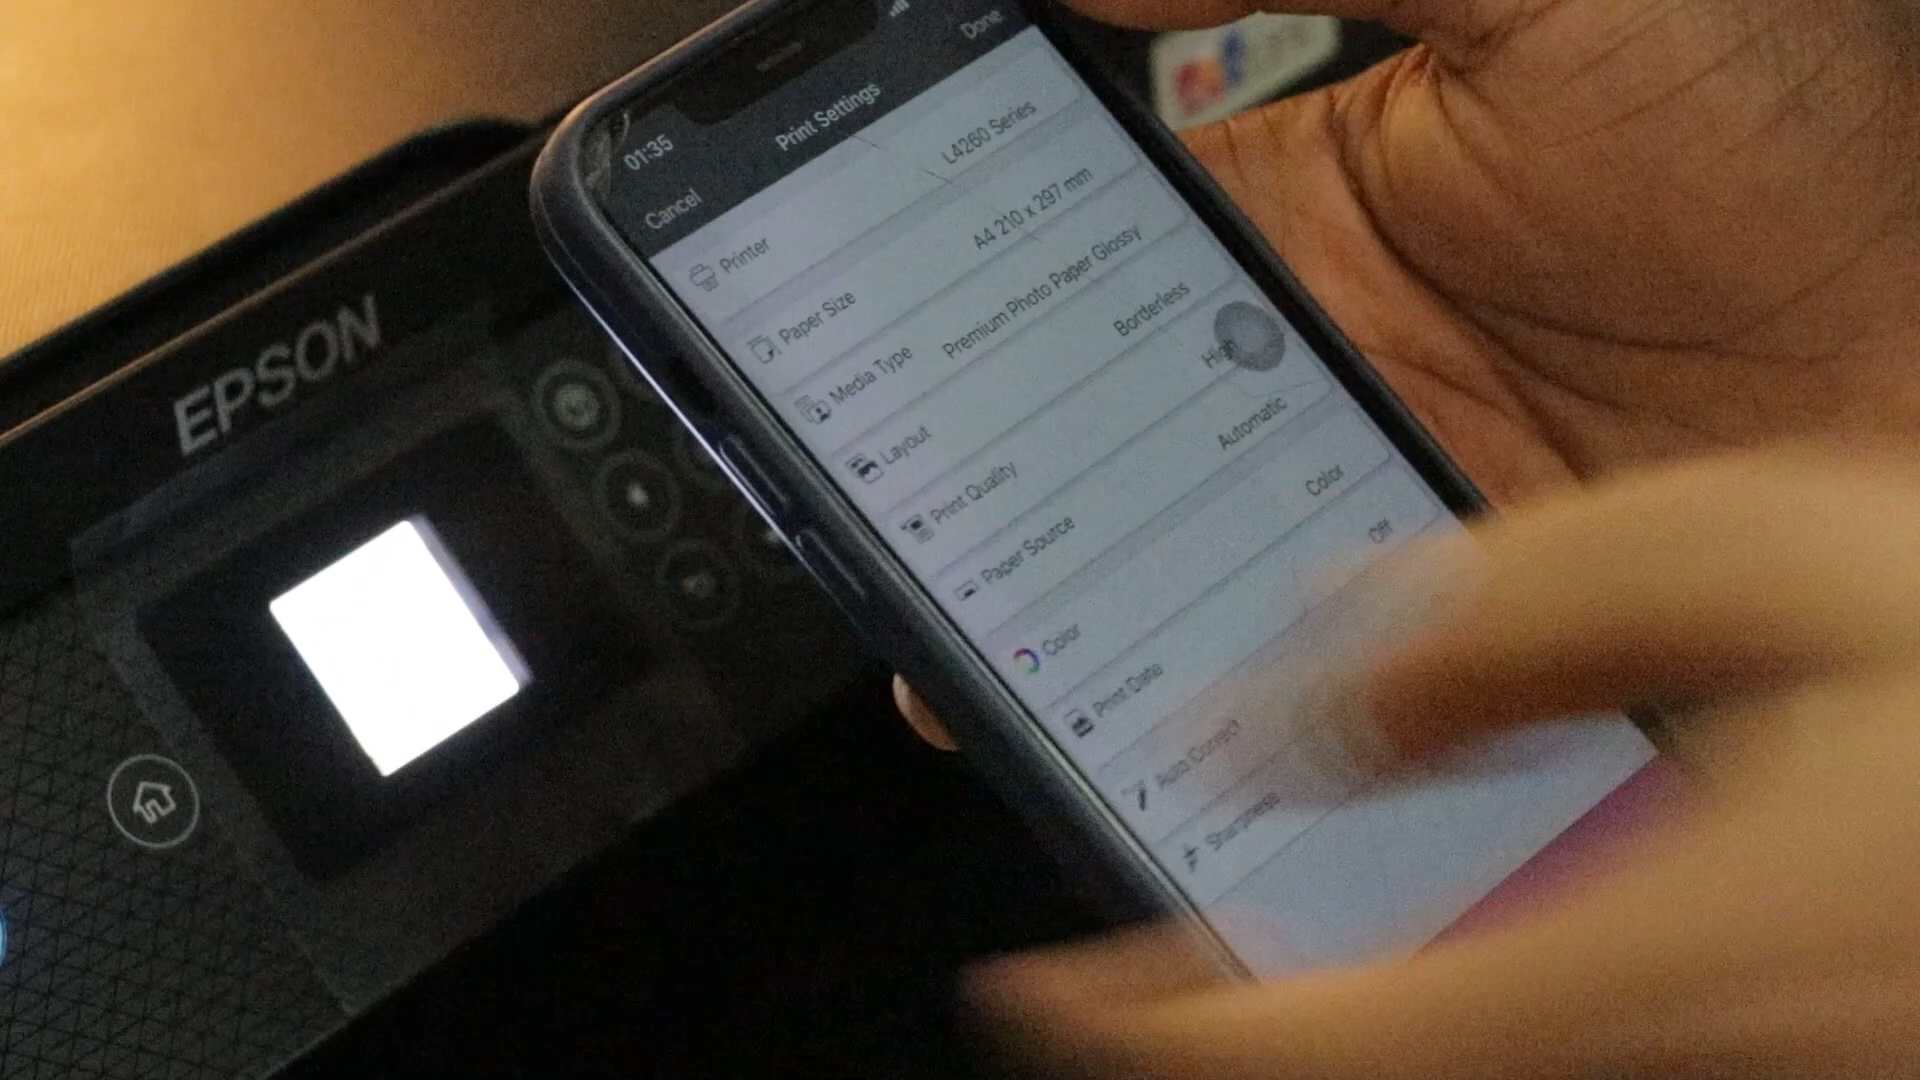 EPSON
01:35
Print Settings
Done
Cancel
Printer L4260 Series
Paper Size A4 210 x 297 mm
Media Type Premium Photo Paper Glossy
Layout Borderless
Print Quality High
Paper Source Automatic
Color Color
Print Date Off
Auto Correct
Sharpness